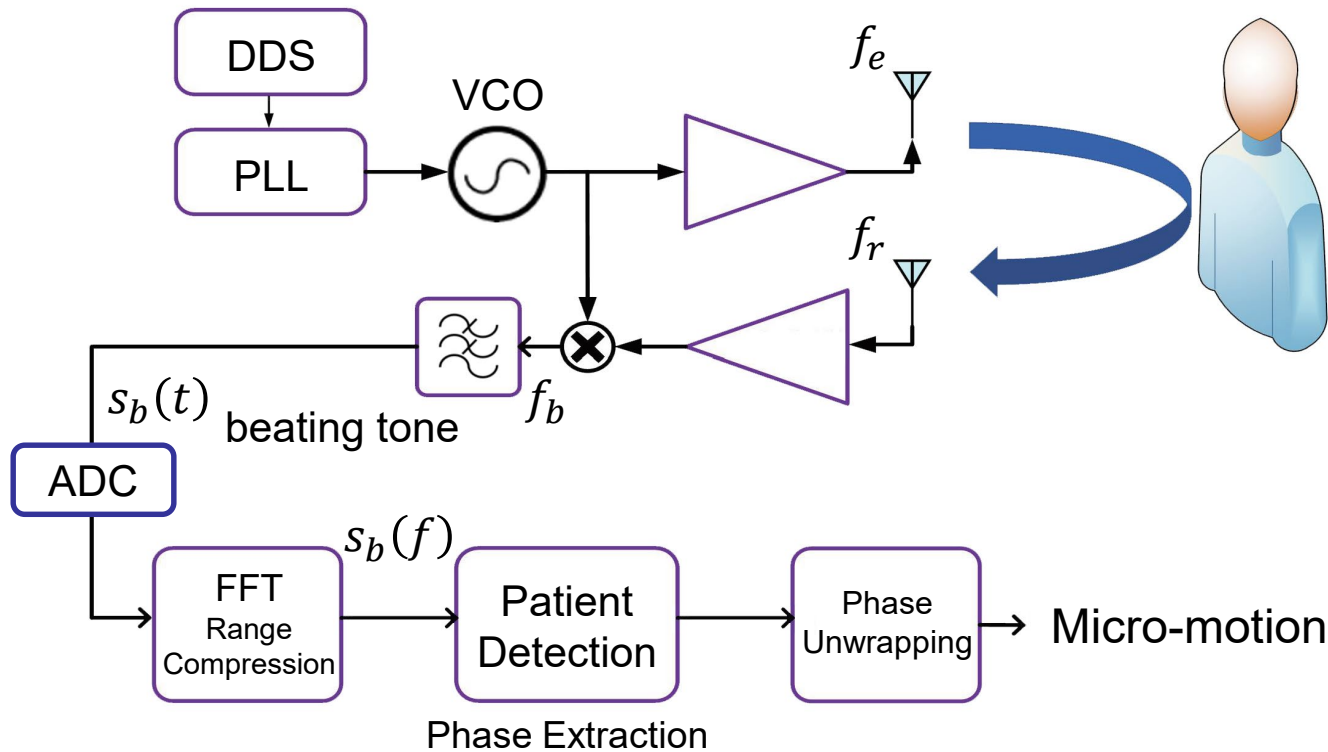 DDS
PLL
VCO
f_e
f_r
f_b
s_b(t)
beating tone
ADC
FFT
Range
Compression
s_b(f)
Patient
Detection
Phase Extraction
Phase
Unwrapping
Micro-motion